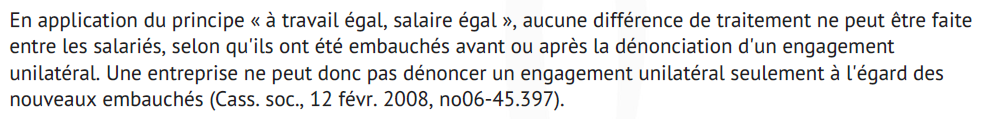 En application du principe « à travail égal, salaire égal », aucune différence de traitement ne peut être faite
entre les salariés, selon qu'ils ont été embauchés avant ou après la dénonciation d'un engagement
unilatéral. Une entreprise ne peut donc pas dénoncer un engagement unilatéral seulement à l'égard des
nouveaux embauchés (Cass. soc., 12 févr. 2008, no06-45.397).